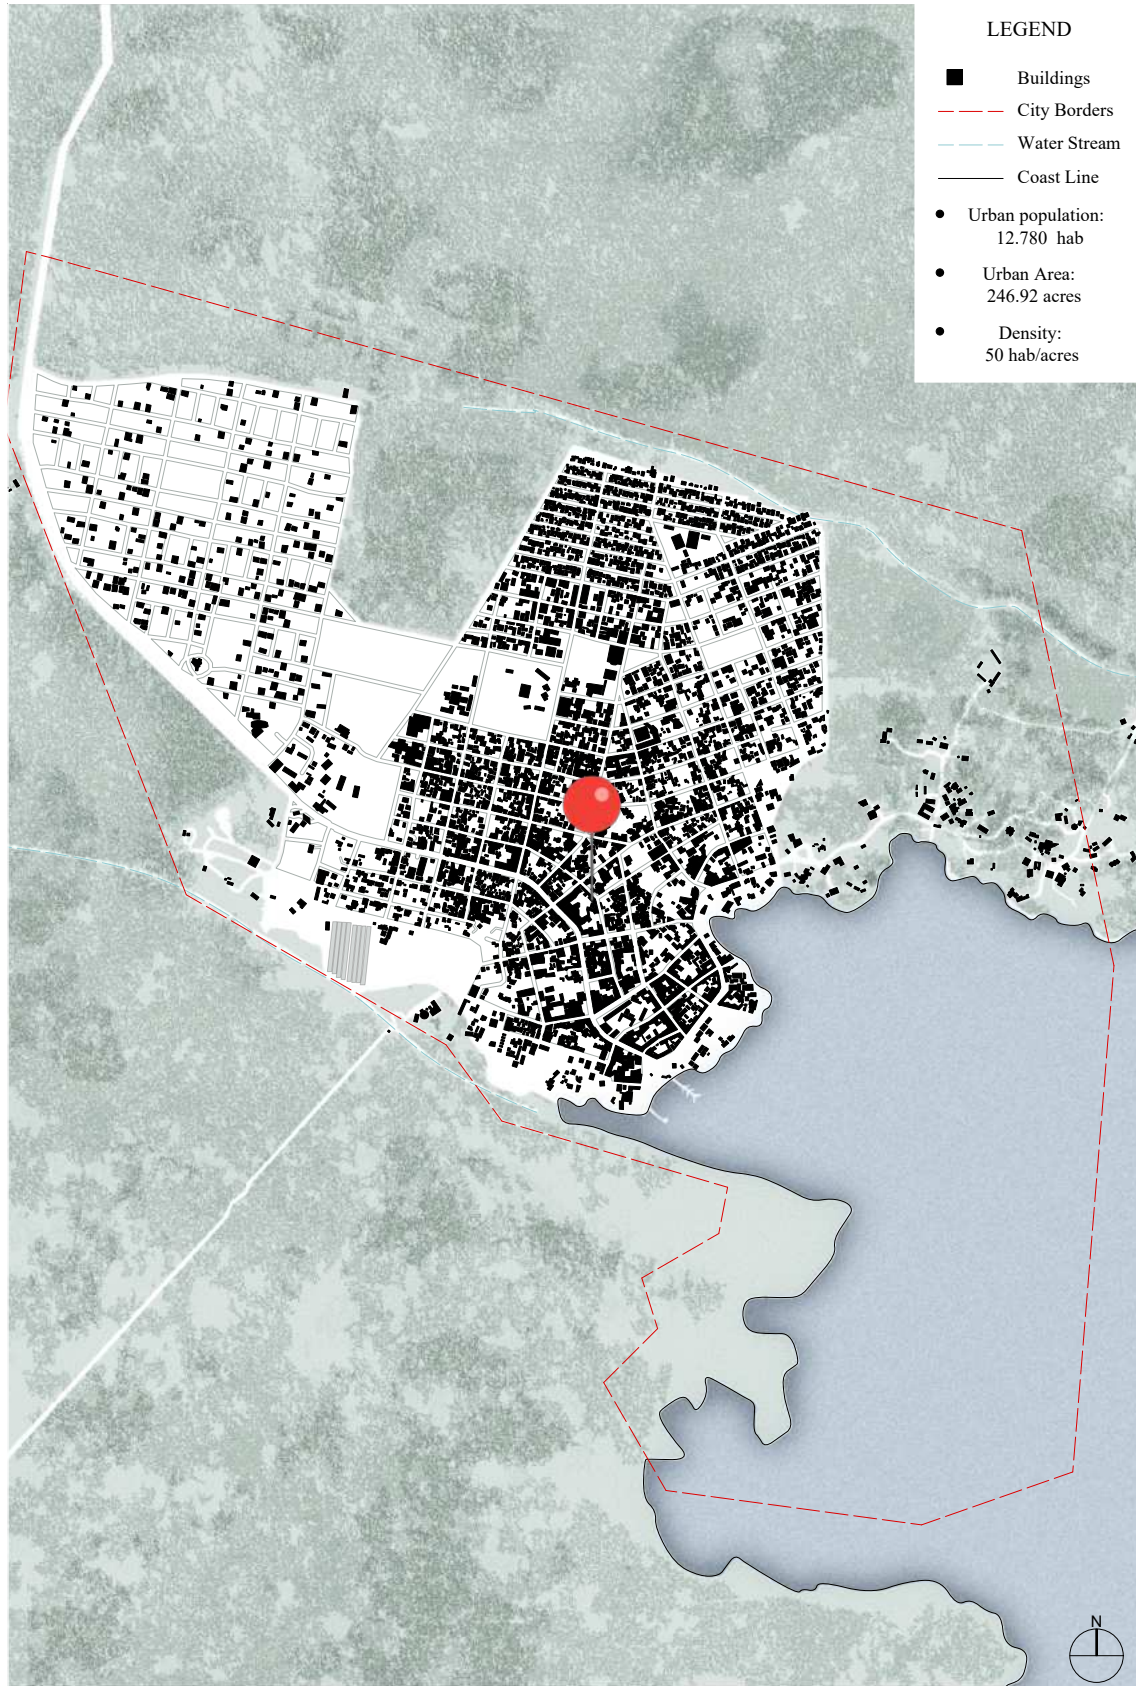 LEGEND
Buildings
City Borders
Water Stream
Coast Line
Urban population:
12.780 hab
Urban Area:
246.92 acres
Density:
50 hab/acres
N